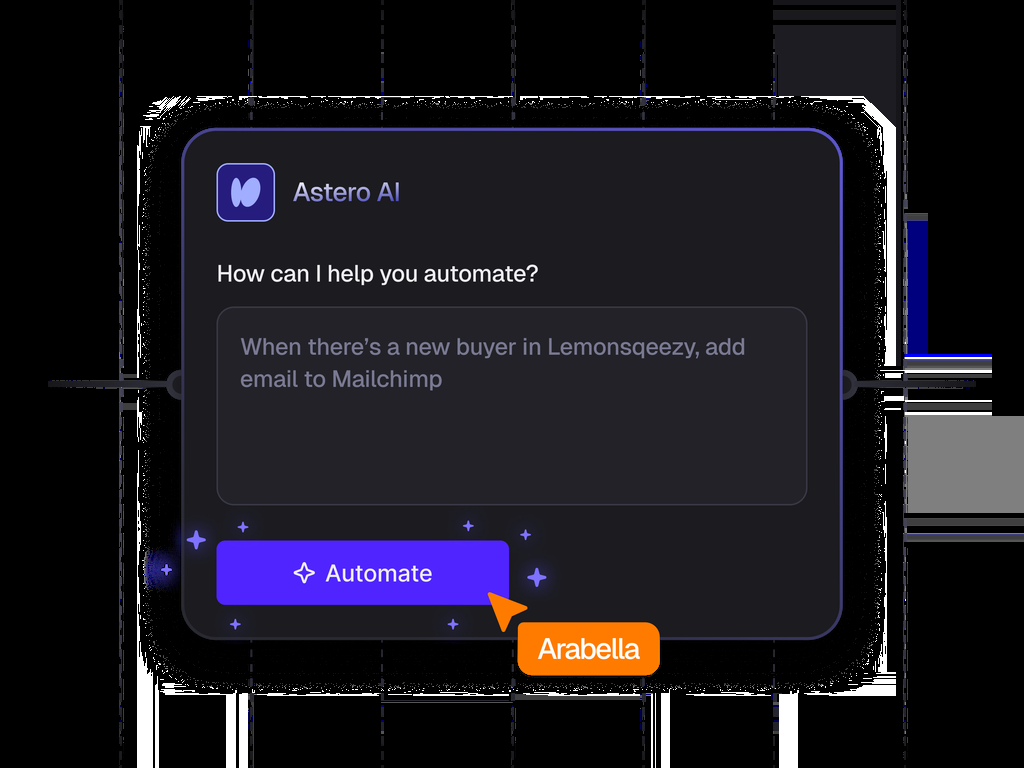 Astero AI
How can I help you automate?
When there’s a new buyer in Lemonsqeezy, add
email to Mailchimp
Automate
Arabella